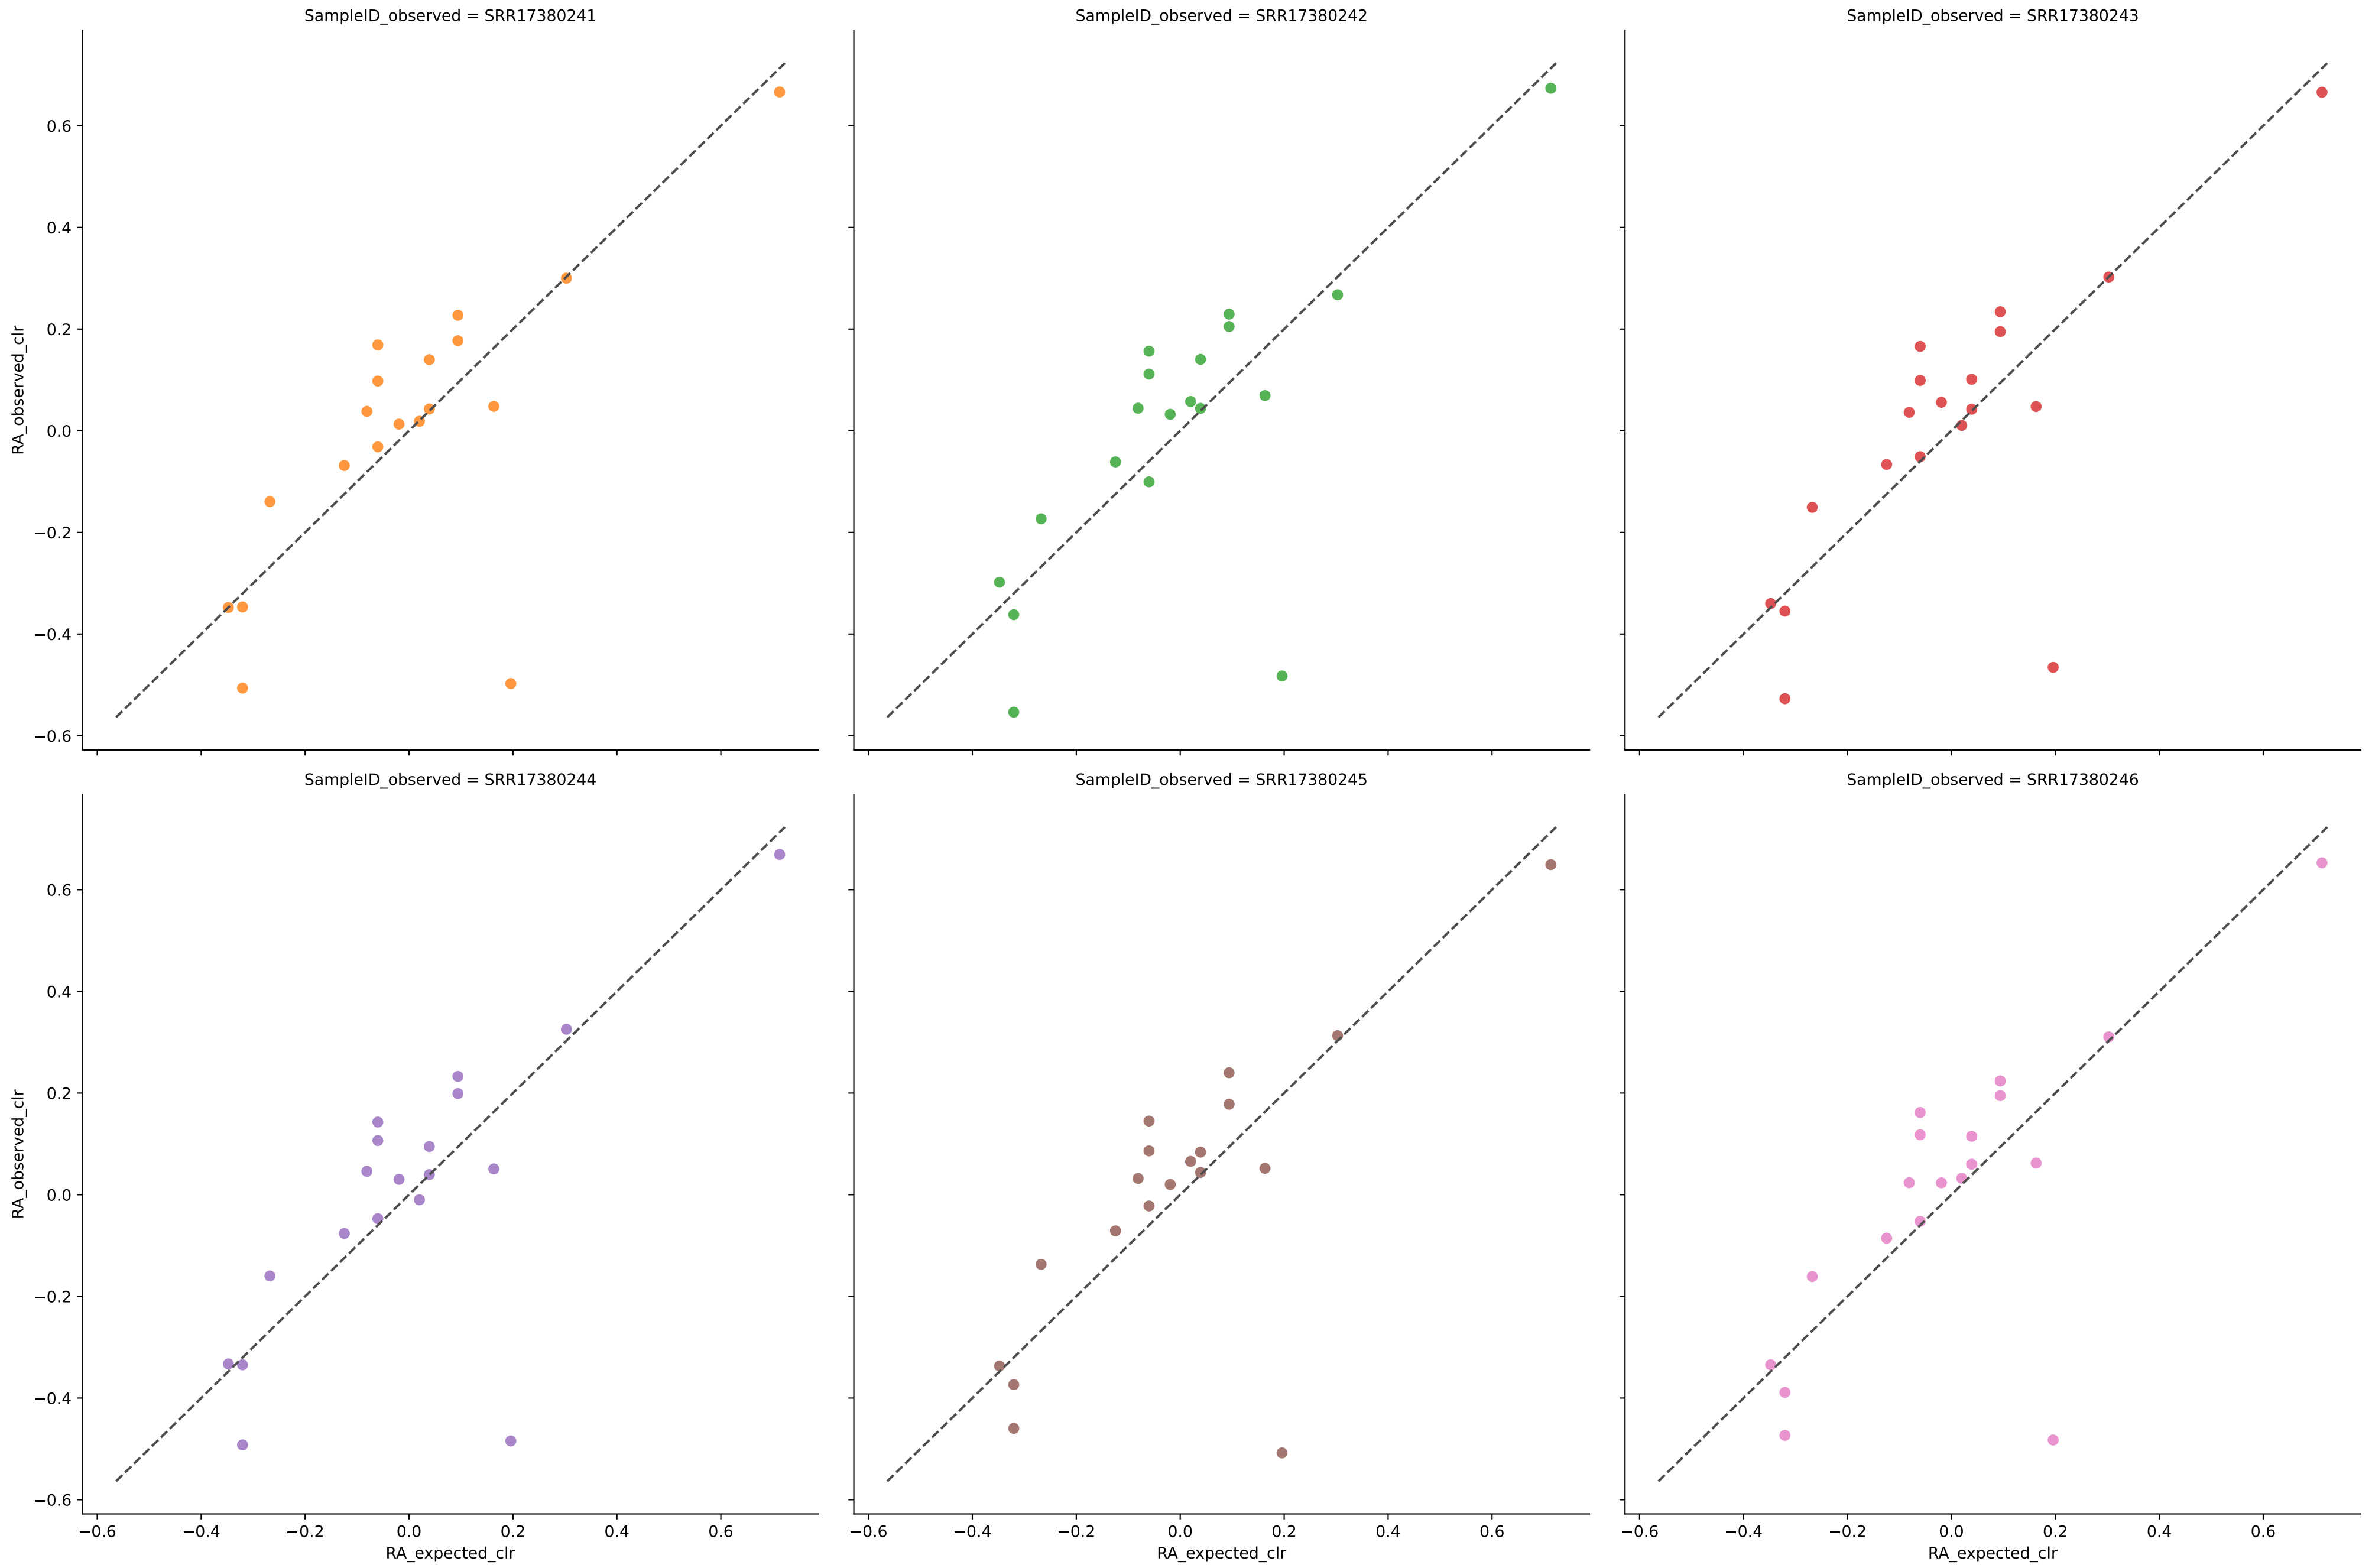 SampleID_observed = SRR17380241
SampleID_observed = SRR17380242
SampleID_observed = SRR17380243
RA_observed_clr
0.6
0.4
0.2
0.0
−0.2
−0.4
−0.6
SampleID_observed = SRR17380244
SampleID_observed = SRR17380245
SampleID_observed = SRR17380246
RA_observed_clr
0.6
0.4
0.2
0.0
−0.2
−0.4
−0.6
−0.6 −0.4 −0.2 0.0 0.2 0.4 0.6
−0.6 −0.4 −0.2 0.0 0.2 0.4 0.6
−0.6 −0.4 −0.2 0.0 0.2 0.4 0.6
RA_expected_clr
RA_expected_clr
RA_expected_clr